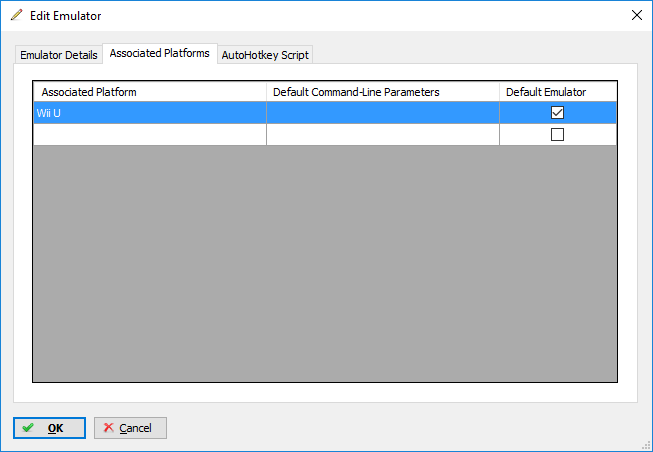 Edit Emulator
Emulator Details Associated Platforms AutoHotkey Script
Associated Platform Default Command-Line Parameters Default Emulator
Wii U
OK Cancel